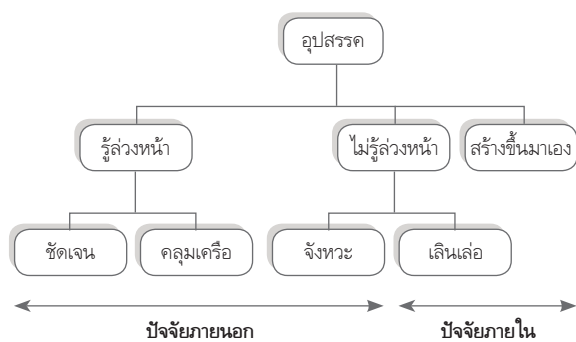 อุปสรรค
รู้ล่วงหน้า ไม่รู้ล่วงหน้า สร้างขึ้นมาเอง
ชัดเจน คลุมเครือ จังหวะ เลินเล่อ
ปัจจัยภายนอก ปัจจัยภายใน